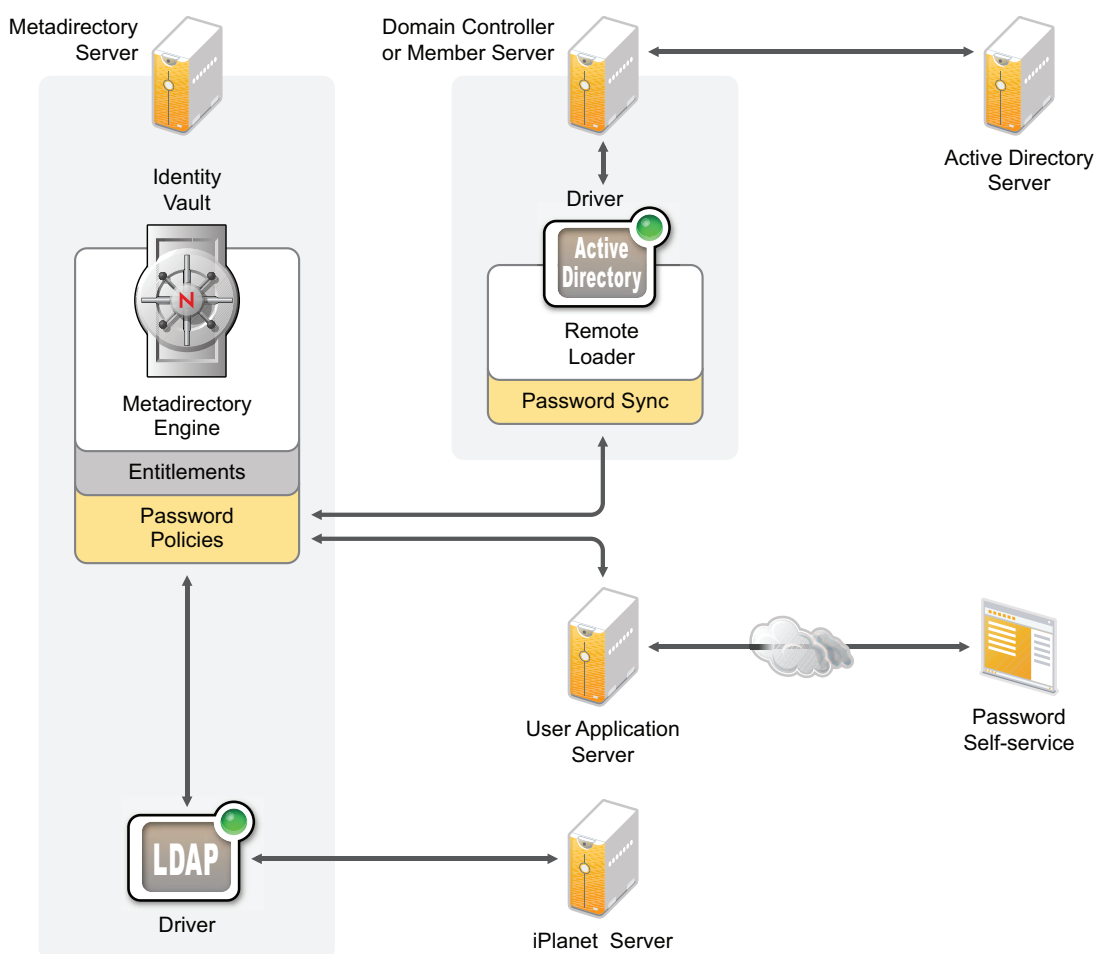 Metadirectory
Server
Domain Controller
or Member Server
Active Directory
Server
Identity
Vault
N
Metadirectory
Engine
Entitlements
Password
Policies
Driver
Active
Directory
Remote
Loader
Password Sync
User Application
Server
Password
Self-service
LDAP
Driver
iPlanet Server